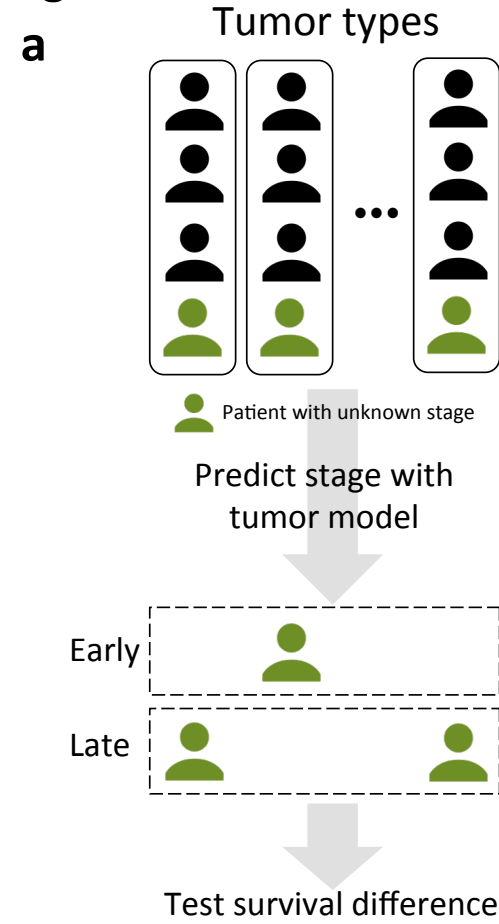 Tumor types
a
...
Patient with unknown stage
Predict stage with
tumor model
Early
Late
Test survival difference